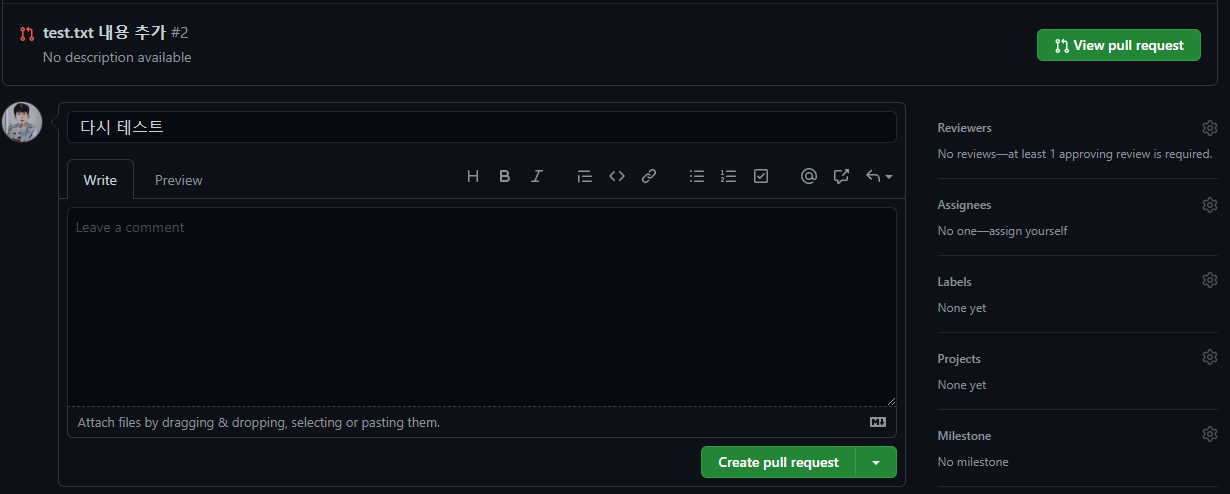 test.txt 내용 추가 #2
No description available
View pull request
다시 테스트
Write
Preview
Leave a comment
Attach files by dragging & dropping, selecting or pasting them.
Create pull request
Reviewers
No reviews—at least 1 approving review is required.
Assignees
No one—assign yourself
Labels
None yet
Projects
None yet
Milestone
No milestone